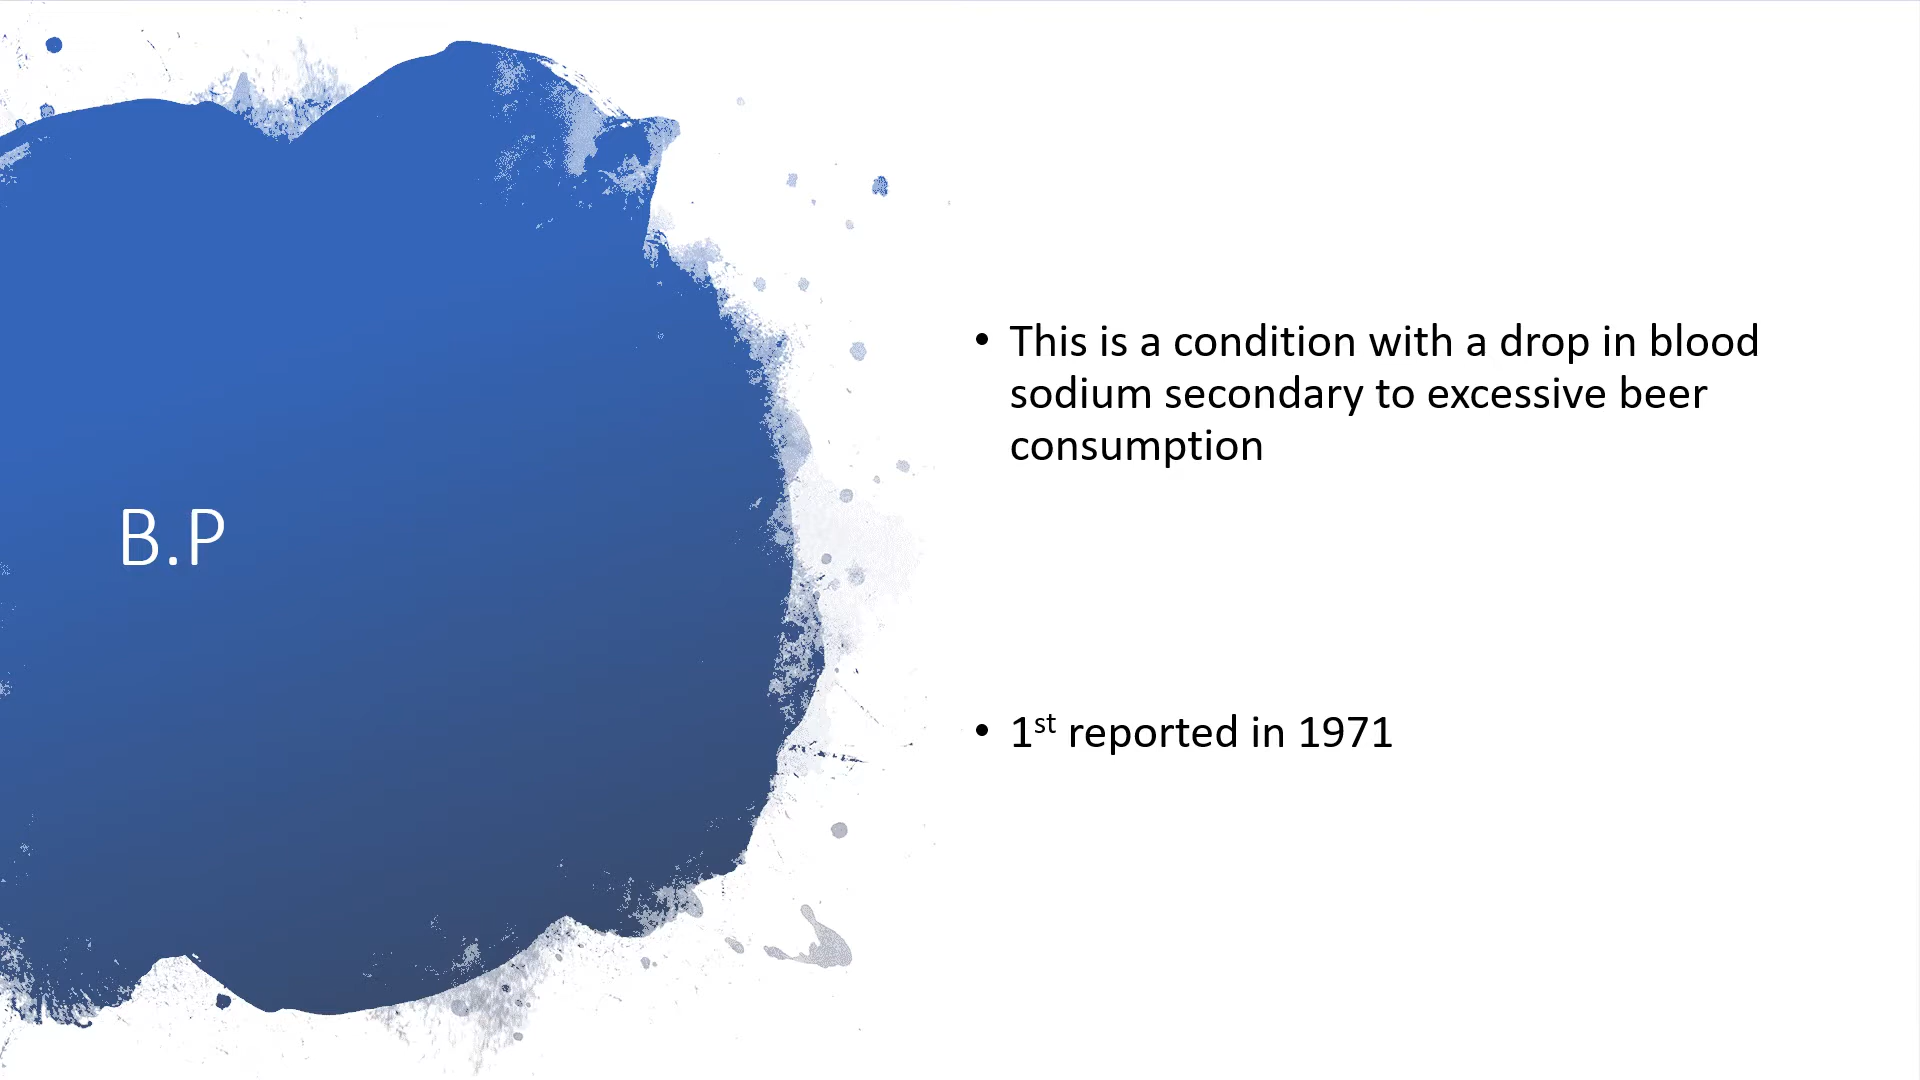 B.P
• This is a condition with a drop in blood
sodium secondary to excessive beer
consumption
• 1st reported in 1971